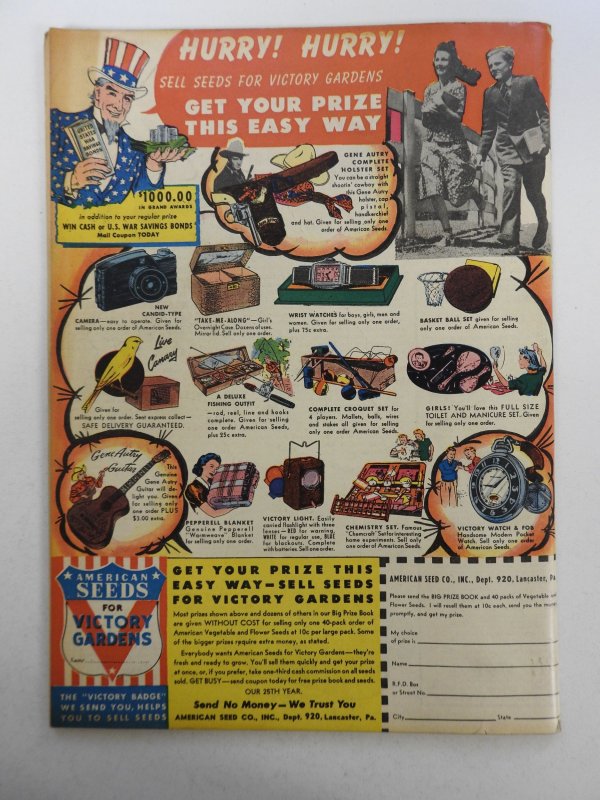 HURRY! HURRY!
SELL SEEDS FOR VICTORY GARDENS
GET YOUR PRIZE
THIS EASY WAY
UNITED
STATES
WAR
SAVINGS
BONDS
$1000.00
IN GRAND AWARDS
in addition to your regular prize
WIN CASH or U.S. WAR SAVINGS BONDS
Mail Coupon TODAY
GENE AUTRY
COMPLETE
HOLSTER SET
You can be a straight
shootin' cowboy with
this Gene Autry
holster, cap
pistol,
handkerchief
and hat. Given for selling only one
order of American Seeds.
NEW
CANDID-TYPE
CAMERA—easy to operate. Given for
selling only one order of American Seeds.
"TAKE-ME-ALONG"—Girl's
Overnight Case. Dozens of uses.
Mirror lid. Sell only one order.
WRIST WATCHES for boys, girls, men and
women. Given for selling only one order,
plus 75c extra.
BASKET BALL SET given for selling
only one order of American Seeds.
Live
Canary
Given for
selling only one order. Sent express collect—
SAFE DELIVERY GUARANTEED.
A DELUXE
FISHING OUTFIT
—rod, reel, line and hooks
complete. Given for
selling one order
American Seeds,
plus 25c extra.
COMPLETE CROQUET SET for
4 players. Mallets, balls, wires
and stakes all given for selling
only one order of American
Seeds.
GIRLS! You'll love this FULL SIZE
TOILET AND MANICURE SET. Given
for selling only one order.
Gene Autry
Guitar
This
Genuine
Gene Autry
Guitar will de-
light you. Given
for selling only
one order PLUS
$3.00 extra.
PEPPERELL BLANKET
Genuine Pepperell
"Warmweave" Blanket
for selling only one order.
VICTORY LIGHT. Easily
carried flashlight with three
lenses—RED for warning,
WHITE for regular use, BLUE
for blackouts. Complete
with batteries. Sell one order.
CHEMISTRY SET. Famous
'Chemcraft' Set for interesting
home experiments. Sell only
one order of American Seeds.
VICTORY WATCH & FOB
Handsome Modern Pocket
Watch. Sell only one order
of American Seeds.
AMERICAN
SEEDS
FOR
VICTORY
GARDENS
THE "VICTORY BADGE"
WE SEND YOU, HELPS
YOU TO SELL SEEDS
GET YOUR PRIZE THIS
EASY WAY—SELL SEEDS
FOR VICTORY GARDENS
Most prizes shown above and dozens of others in our Big Prize Book
are given WITHOUT COST for selling only one 40-pack order of
American Vegetable and Flower Seeds at 10c per large pack. Some
of the bigger prizes require extra money, as stated.
Everybody wants American Seeds for Victory Gardens—they're
fresh and ready to grow. You'll sell them quickly and get your prize
at once, or, if you prefer, take one-third cash commission on all seeds
sold. GET BUSY—send coupon today for free prize book and seeds.
OUR 25TH YEAR.
Send No Money—We Trust You
AMERICAN SEED CO., INC., Dept. 920, Lancaster, Pa.
AMERICAN SEED CO., INC., Dept. 920, Lancaster, Pa
Please send the BIG PRIZE BOOK and 40 packs of Vegetable
Flower Seeds. I will resell them at 10c each, send you the
promptly, and get my prize.
My choice
of prize is
Name
R.F.D. Box
or Street No.
City State